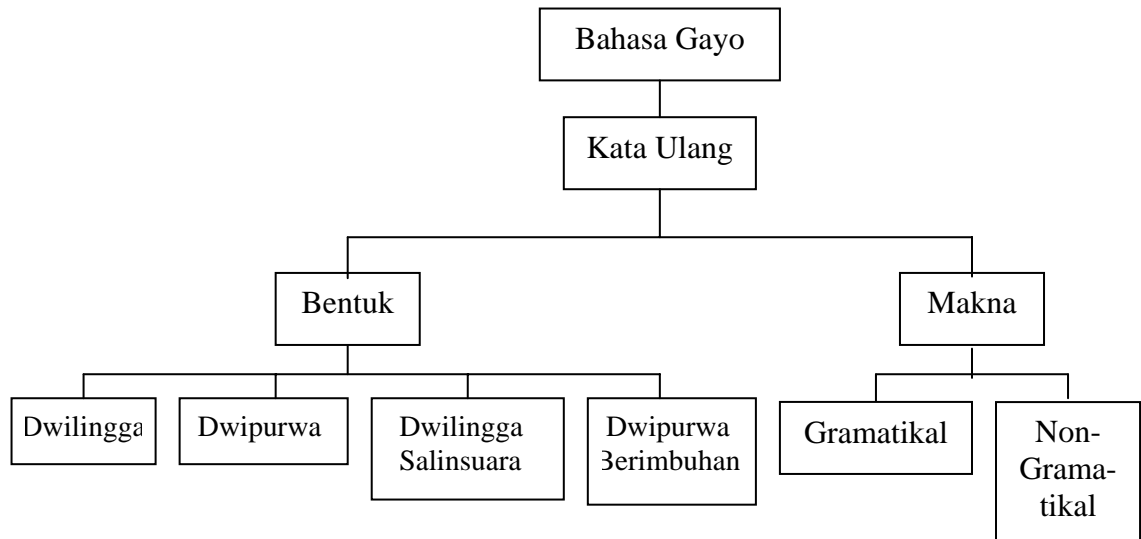 Bahasa Gayo
Kata Ulang
Bentuk
Makna
Dwilingga
Dwipurwa
Dwilingga
Salinsuara
Dwipurwa
Berimbuhan
Gramatikal
Non-
Grama-
tikal